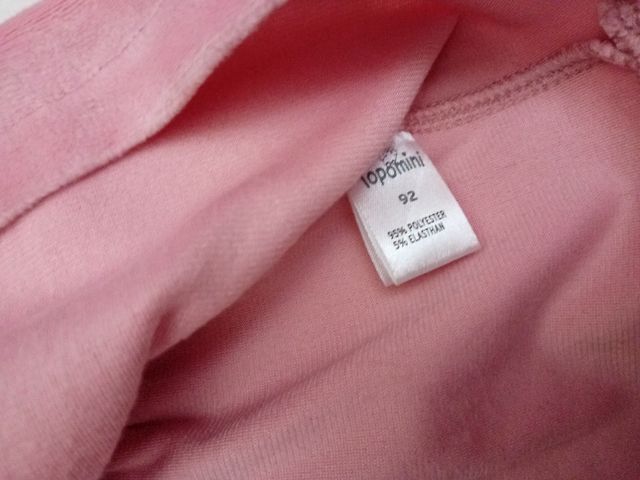 Topomini
92
95% POLYESTER
5% ELASTHAN